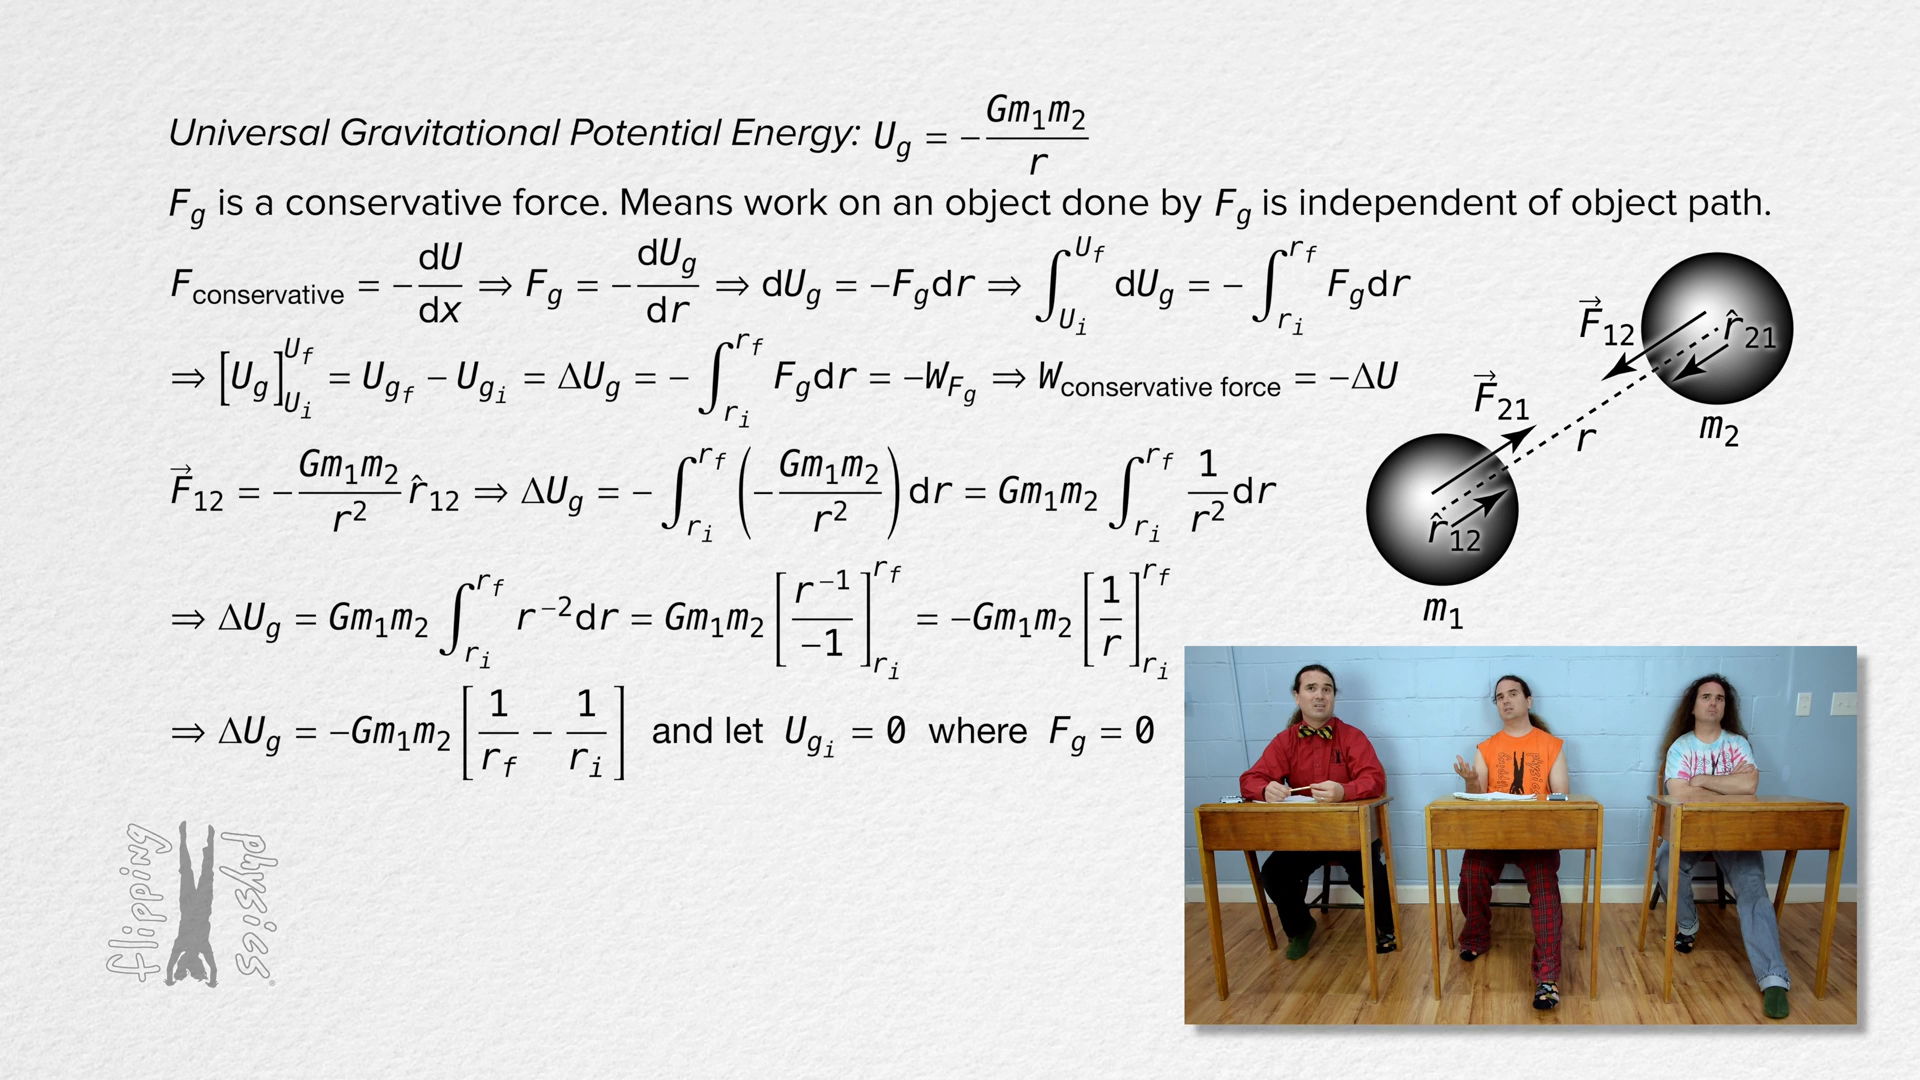 Universal Gravitational Potential Energy: U_g = −Gm₁m₂/r
F_g is a conservative force. Means work on an object done by F_g is independent of object path.
F_conservative = −dU/dx ⇒ F_g = −dU_g/dr ⇒ dU_g = −F_g dr ⇒ ∫_{U_i}^{U_f} dU_g = −∫_{r_i}^{r_f} F_g dr
⇒ [U_g]_{U_i}^{U_f} = U_{g_f} − U_{g_i} = ΔU_g = −∫_{r_i}^{r_f} F_g dr = −W_{F_g} ⇒ W_conservative force = −ΔU
F⃗₁₂ = −Gm₁m₂/r² r̂₁₂ ⇒ ΔU_g = −∫_{r_i}^{r_f} (−Gm₁m₂/r²) dr = Gm₁m₂ ∫_{r_i}^{r_f} 1/r² dr
⇒ ΔU_g = Gm₁m₂ ∫_{r_i}^{r_f} r⁻² dr = Gm₁m₂ [r⁻¹/−1]_{r_i}^{r_f} = −Gm₁m₂ [1/r]_{r_i}^{r_f}
⇒ ΔU_g = −Gm₁m₂ [1/r_f − 1/r_i] and let U_{g_i} = 0 where F_g = 0
F⃗₁₂
r̂₂₁
m₂
F⃗₂₁
r
r̂₁₂
m₁
flipping
physics